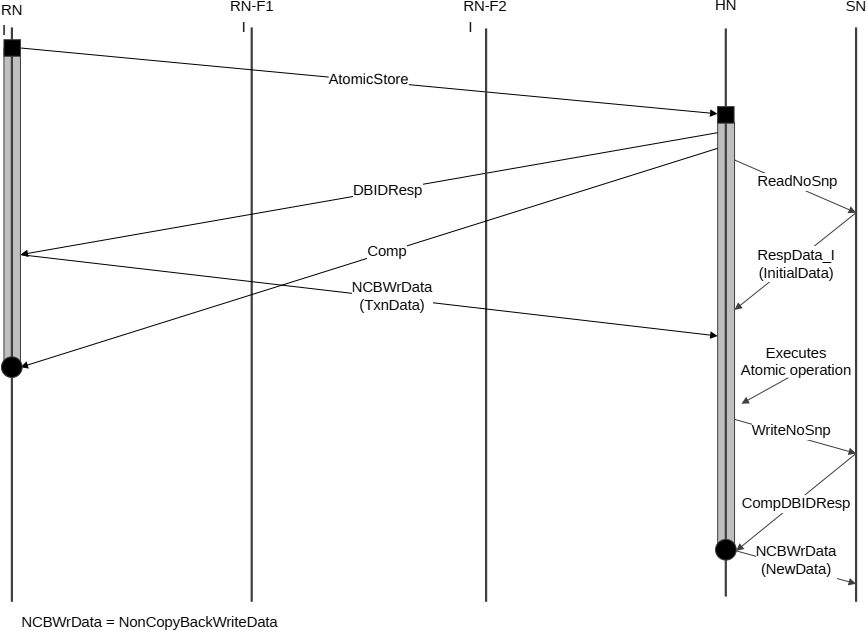 RN
RN-F1
RN-F2
HN
SN
I
I
I
AtomicStore
ReadNoSnp
DBIDResp
Comp
RespData_I
(InitialData)
NCBWrData
(TxnData)
Executes
Atomic operation
WriteNoSnp
CompDBIDResp
NCBWrData
(NewData)
NCBWrData = NonCopyBackWriteData